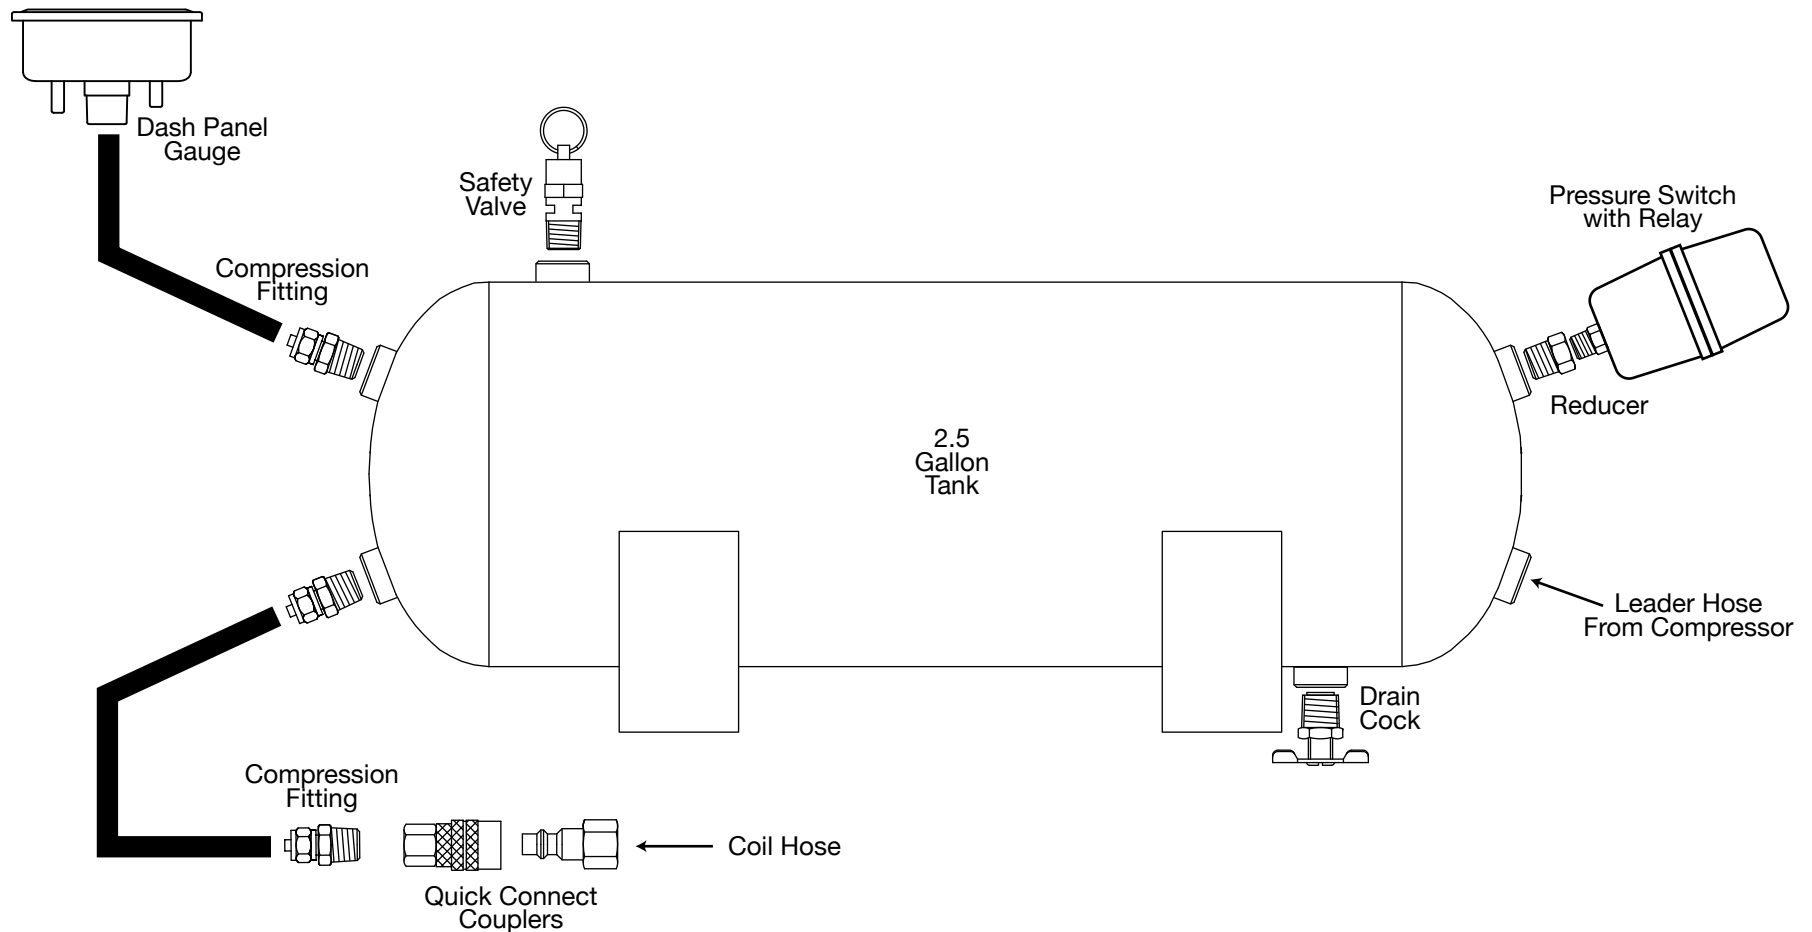 Dash Panel
Gauge
Safety
Valve
Pressure Switch
with Relay
Compression
Fitting
Reducer
2.5
Gallon
Tank
Leader Hose
From Compressor
Drain
Cock
Compression
Fitting
Coil Hose
Quick Connect
Couplers